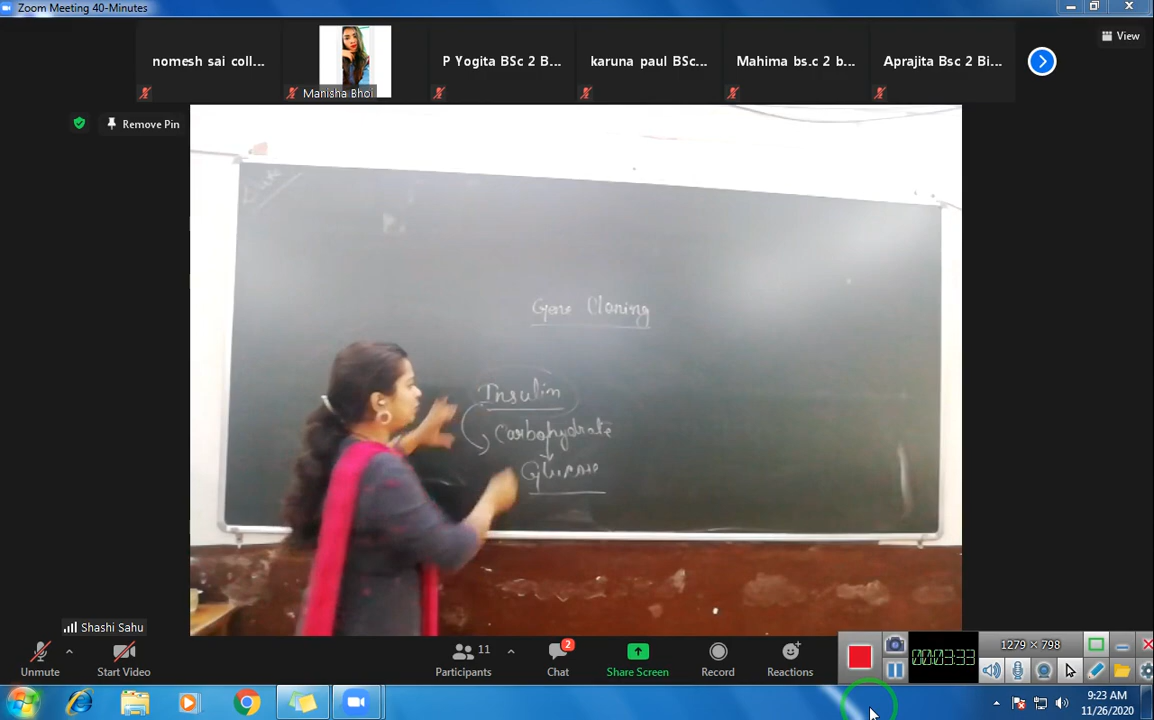 Zoom Meeting 40-Minutes
View
nomesh sai coll...
Manisha Bhoi
P Yogita BSc 2 B...
karuna paul BSc...
Mahima bs.c 2 b...
Aprajita Bsc 2 Bi...
Remove Pin
Gene Cloning
Insulin
Carbohydrate
Glucose
Shashi Sahu
Unmute
Start Video
Participants
11
Chat
2
Share Screen
Record
Reactions
1279 × 798
00:03:33
9:23 AM
11/26/2020